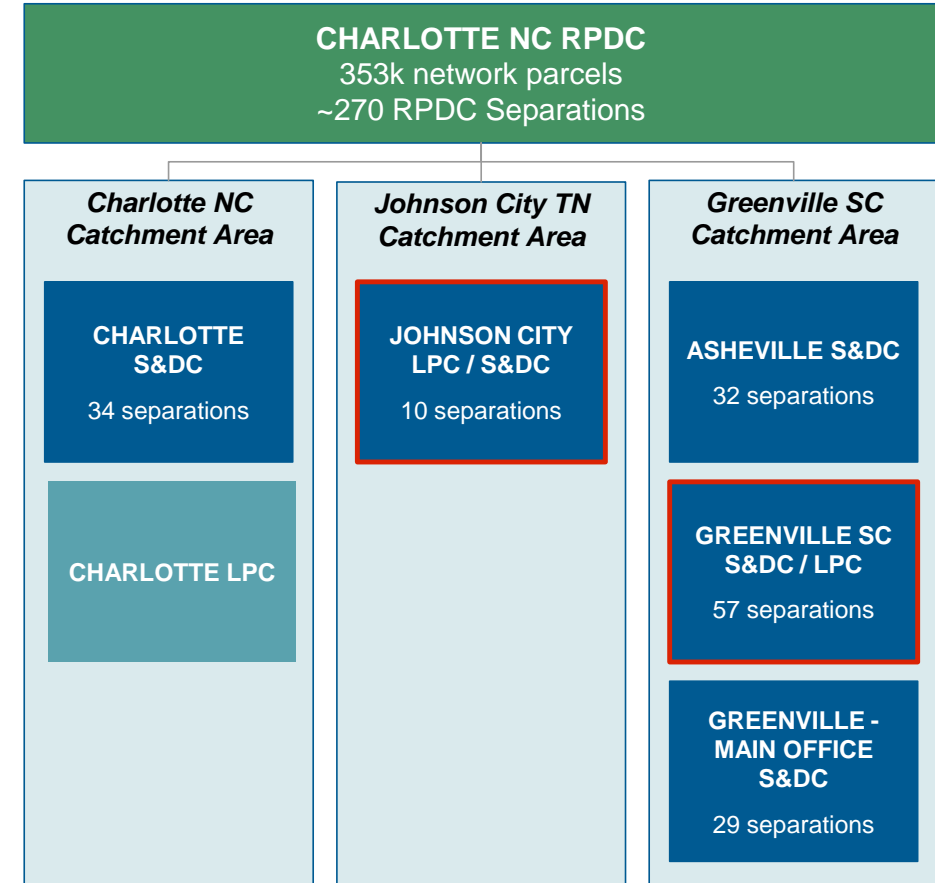 CHARLOTTE NC RPDC
353k network parcels
~270 RPDC Separations
Charlotte NC
Catchment Area
CHARLOTTE
S&DC
34 separations
CHARLOTTE LPC
Johnson City TN
Catchment Area
JOHNSON CITY
LPC / S&DC
10 separations
Greenville SC
Catchment Area
ASHEVILLE S&DC
32 separations
GREENVILLE SC
S&DC / LPC
57 separations
GREENVILLE -
MAIN OFFICE
S&DC
29 separations